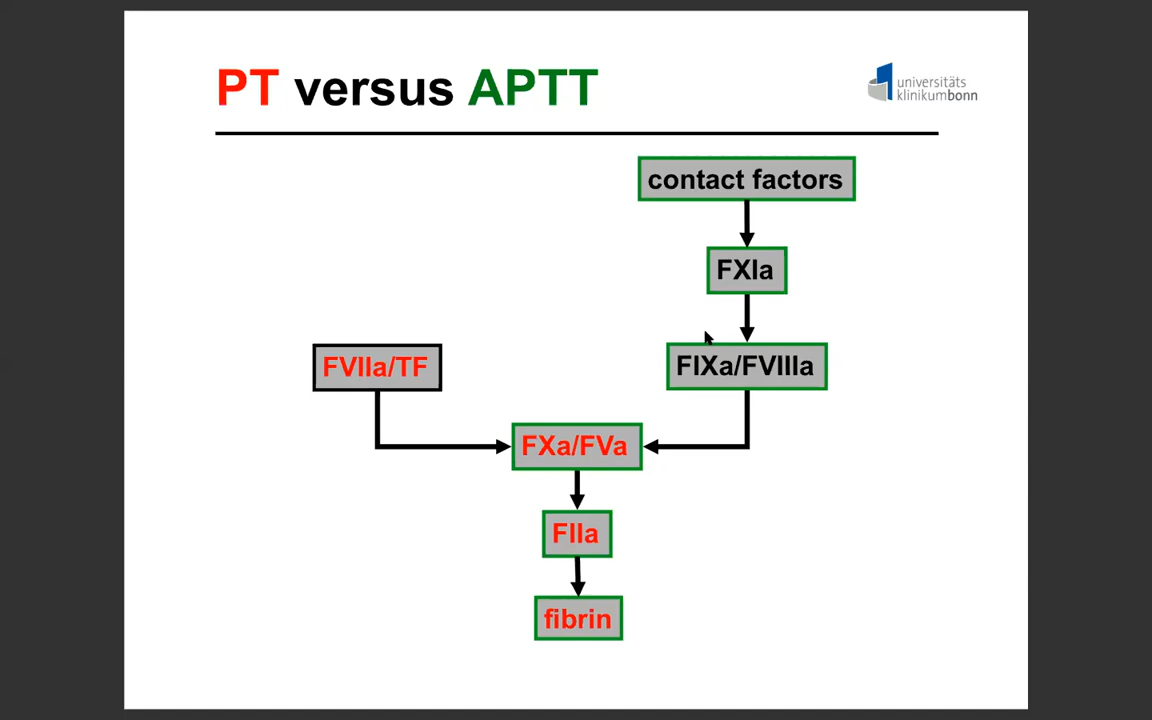 PT versus APTT
universitäts
klinikumbonn
contact factors
FXIa
FVIIa/TF
FIXa/FVIIIa
FXa/FVa
FIIa
fibrin